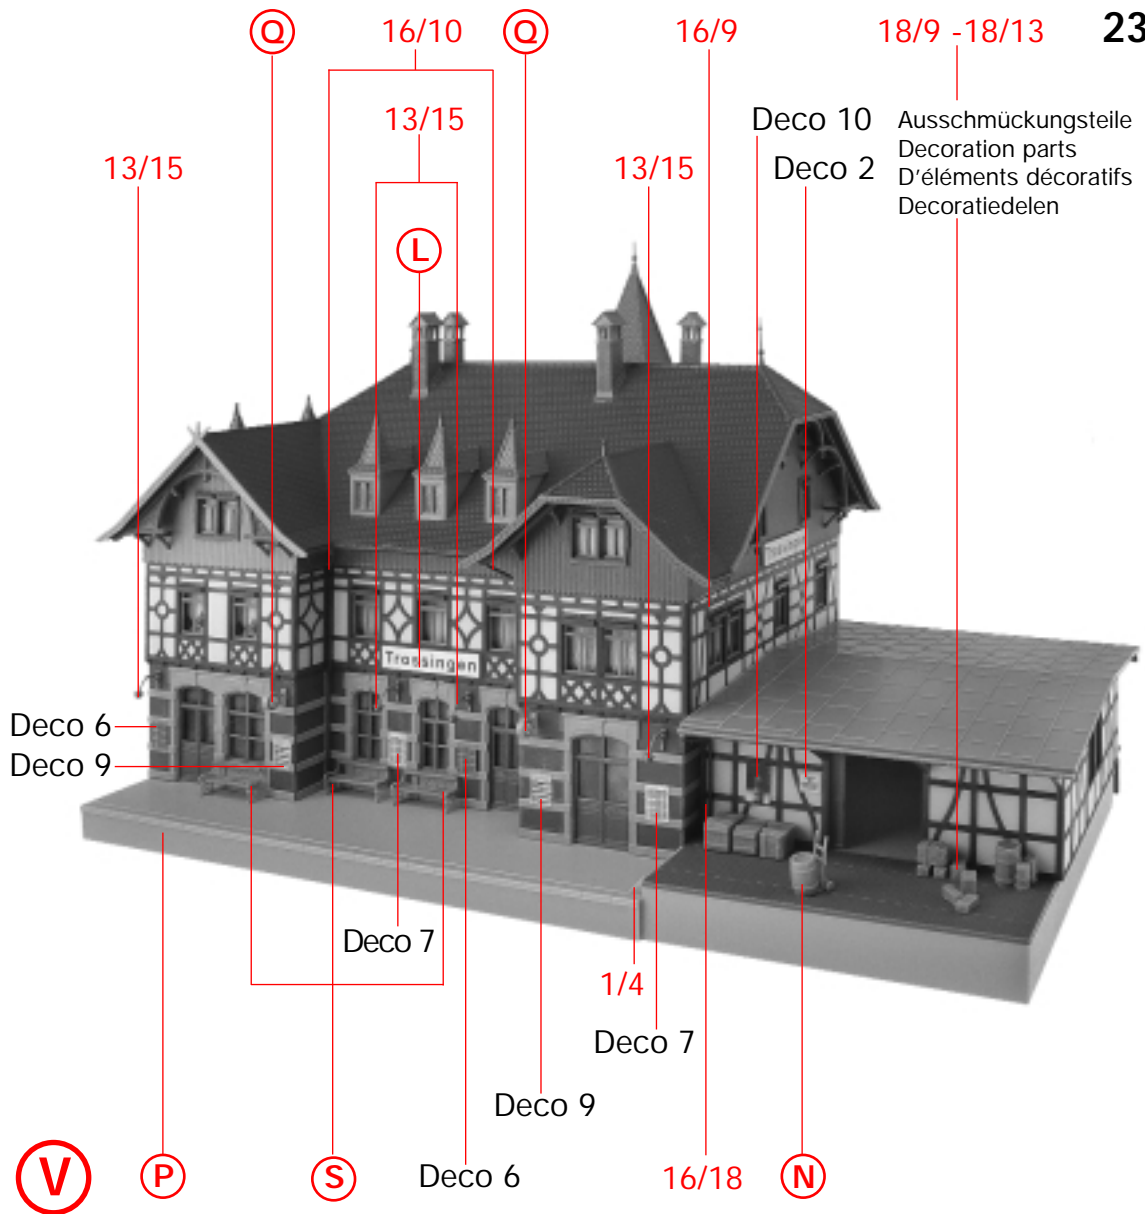 Q 16/10 Q 16/9 18/9 -18/13 23
13/15 Deco 10 Ausschmückungsteile
Decoration parts
13/15 13/15 Deco 2 D'éléments décoratifs
Decoratiedelen
L
Trossingen
Deco 6
Deco 9
Deco 7
1/4
Deco 7
Deco 9
V P S Deco 6 16/18 N